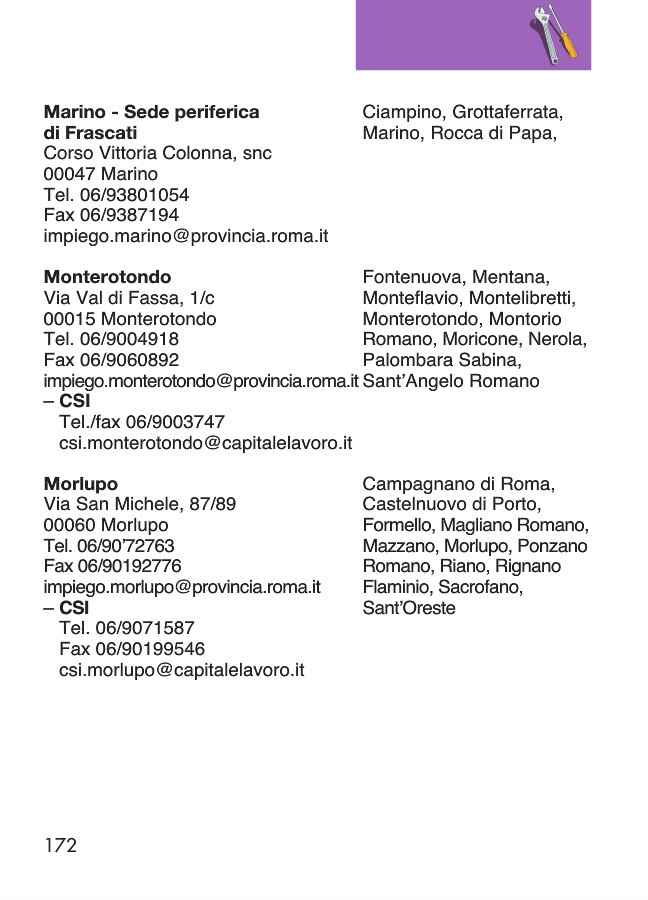 Marino - Sede periferica
di Frascati
Corso Vittoria Colonna, snc
00047 Marino
Tel. 06/93801054
Fax 06/9387194
impiego.marino@provincia.roma.it
Ciampino, Grottaferrata,
Marino, Rocca di Papa,
Monterotondo
Via Val di Fassa, 1/c
00015 Monterotondo
Tel. 06/9004918
Fax 06/9060892
impiego.monterotondo@provincia.roma.it
– CSI
Tel./fax 06/9003747
csi.monterotondo@capitalelavoro.it
Fontenuova, Mentana,
Monteflavio, Montelibretti,
Monterotondo, Montorio
Romano, Moricone, Nerola,
Palombara Sabina,
Sant’Angelo Romano
Morlupo
Via San Michele, 87/89
00060 Morlupo
Tel. 06/90’72763
Fax 06/90192776
impiego.morlupo@provincia.roma.it
– CSI
Tel. 06/9071587
Fax 06/90199546
csi.morlupo@capitalelavoro.it
Campagnano di Roma,
Castelnuovo di Porto,
Formello, Magliano Romano,
Mazzano, Morlupo, Ponzano
Romano, Riano, Rignano
Flaminio, Sacrofano,
Sant’Oreste
172